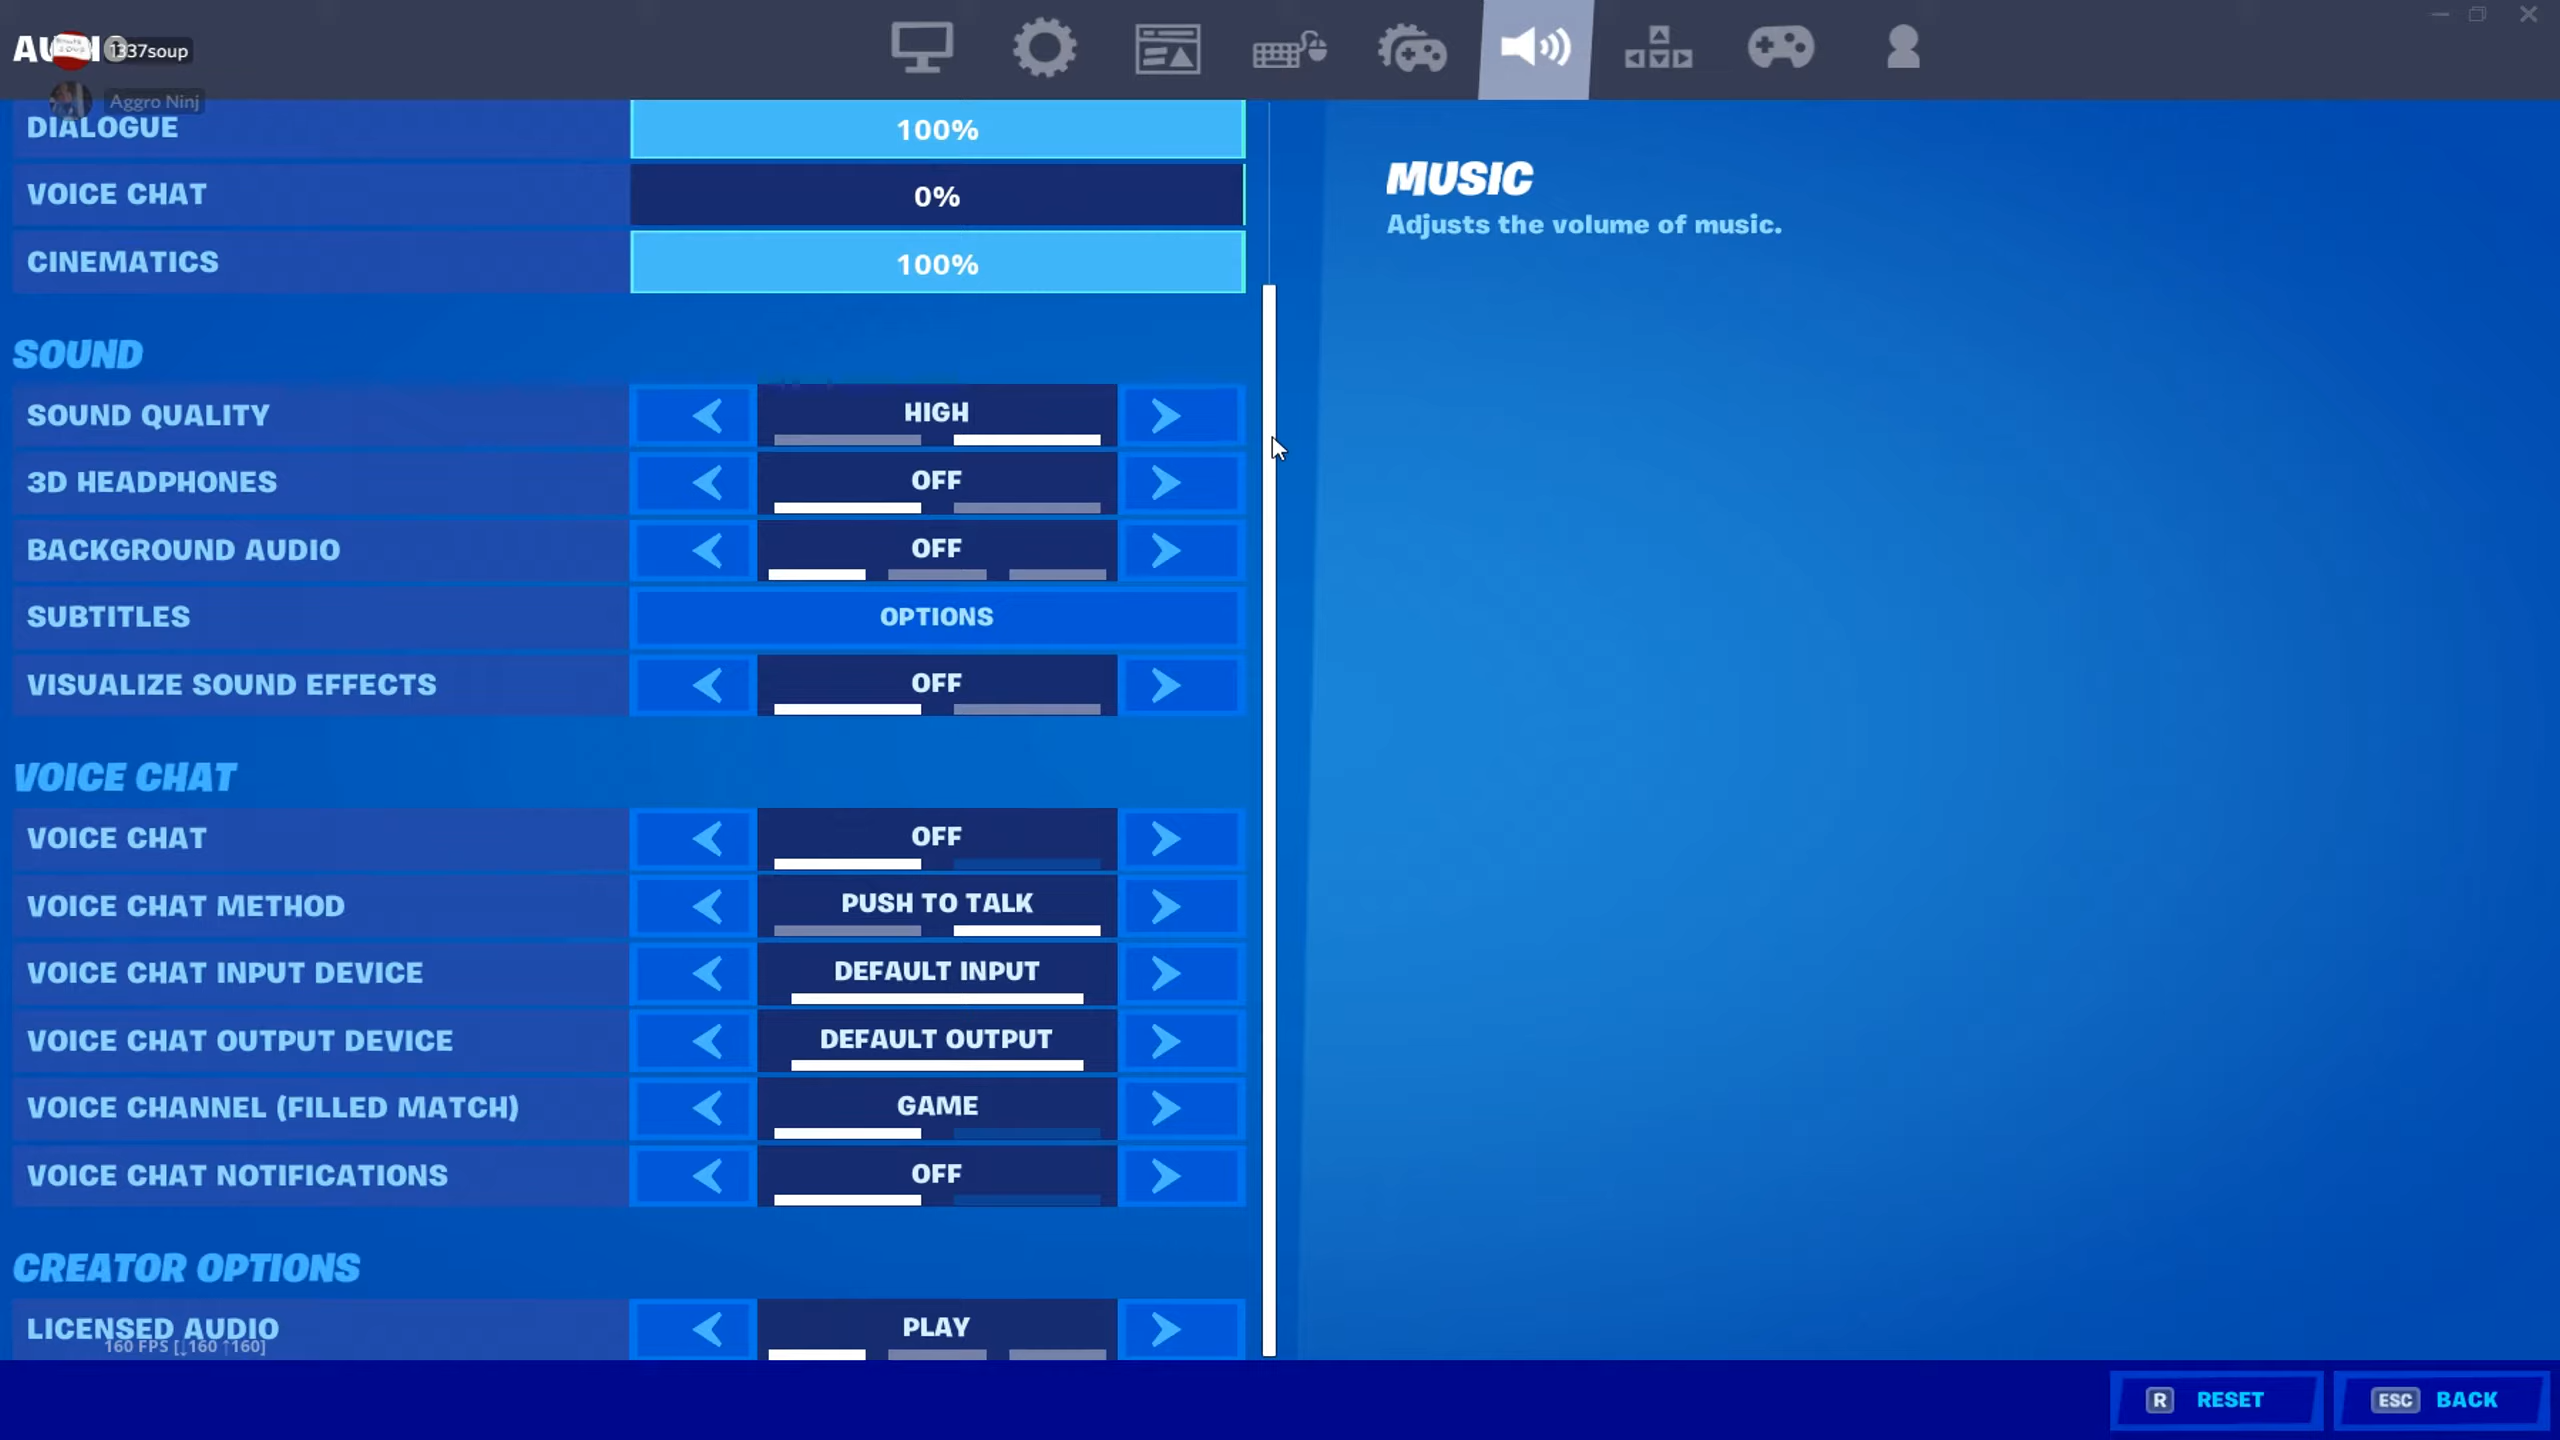 AUDIO
1337soup
Aggro Ninj
DIALOGUE 100%
VOICE CHAT 0%
CINEMATICS 100%
SOUND
SOUND QUALITY HIGH
3D HEADPHONES OFF
BACKGROUND AUDIO OFF
SUBTITLES OPTIONS
VISUALIZE SOUND EFFECTS OFF
VOICE CHAT
VOICE CHAT OFF
VOICE CHAT METHOD PUSH TO TALK
VOICE CHAT INPUT DEVICE DEFAULT INPUT
VOICE CHAT OUTPUT DEVICE DEFAULT OUTPUT
VOICE CHANNEL (FILLED MATCH) GAME
VOICE CHAT NOTIFICATIONS OFF
CREATOR OPTIONS
LICENSED AUDIO PLAY
160 FPS [↓160 ↑160]
MUSIC
Adjusts the volume of music.
R RESET
ESC BACK